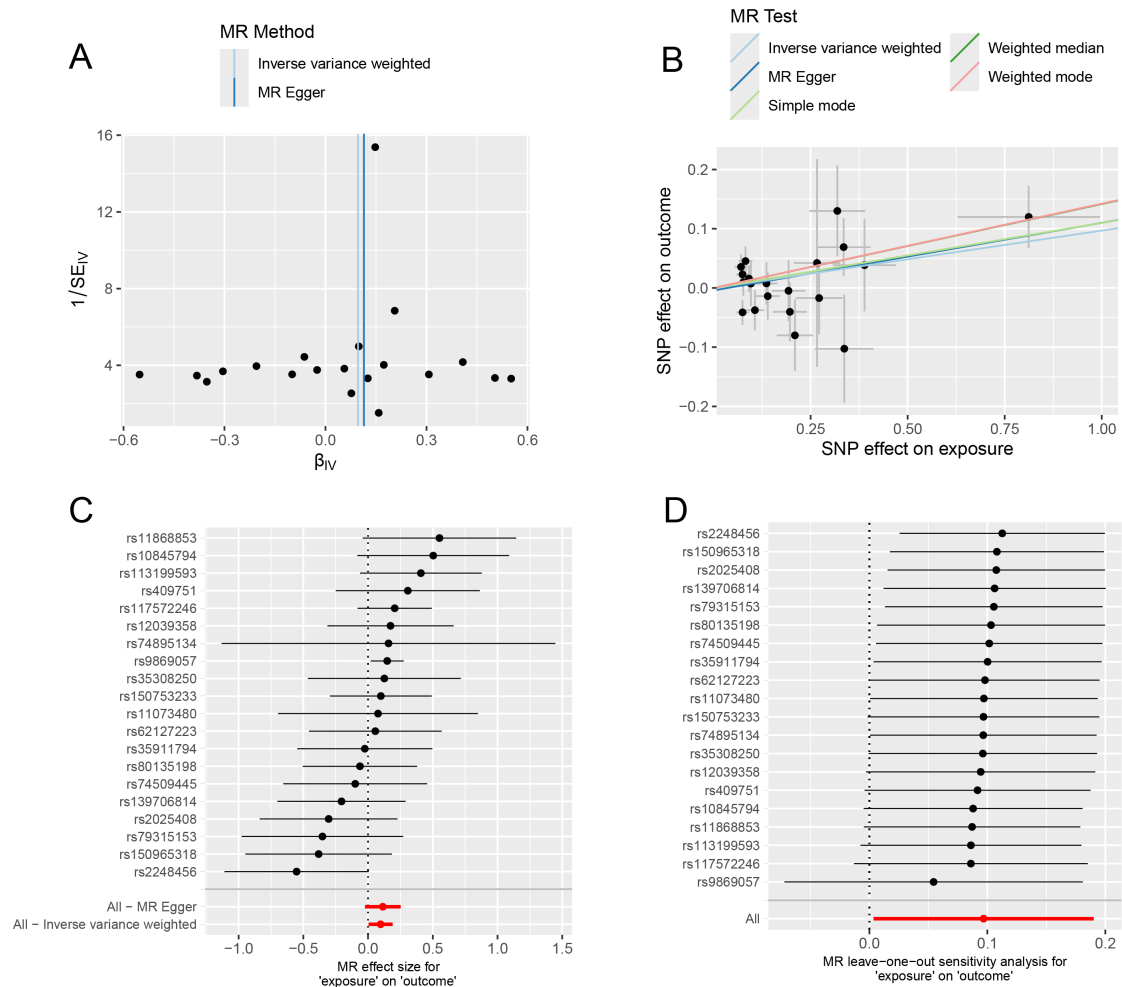 A
MR Method
Inverse variance weighted
MR Egger
16
12
8
4
1/SEIV
−0.6
−0.3
0.0
0.3
0.6
βIV
B
MR Test
Inverse variance weighted
MR Egger
Simple mode
Weighted median
Weighted mode
0.2
0.1
0.0
−0.1
−0.2
SNP effect on outcome
0.25
0.50
0.75
1.00
SNP effect on exposure
C
rs11868853
rs10845794
rs113199593
rs409751
rs117572246
rs12039358
rs74895134
rs9869057
rs35308250
rs150753233
rs11073480
rs62127223
rs35911794
rs80135198
rs74509445
rs139706814
rs2025408
rs79315153
rs150965318
rs2248456
All − MR Egger
All − Inverse variance weighted
−1.0
−0.5
0.0
0.5
1.0
1.5
MR effect size for
'exposure' on 'outcome'
D
rs2248456
rs150965318
rs2025408
rs139706814
rs79315153
rs80135198
rs74509445
rs35911794
rs62127223
rs11073480
rs150753233
rs74895134
rs35308250
rs12039358
rs409751
rs10845794
rs11868853
rs113199593
rs117572246
rs9869057
All
0.0
0.1
0.2
MR leave−one−out sensitivity analysis for
'exposure' on 'outcome'